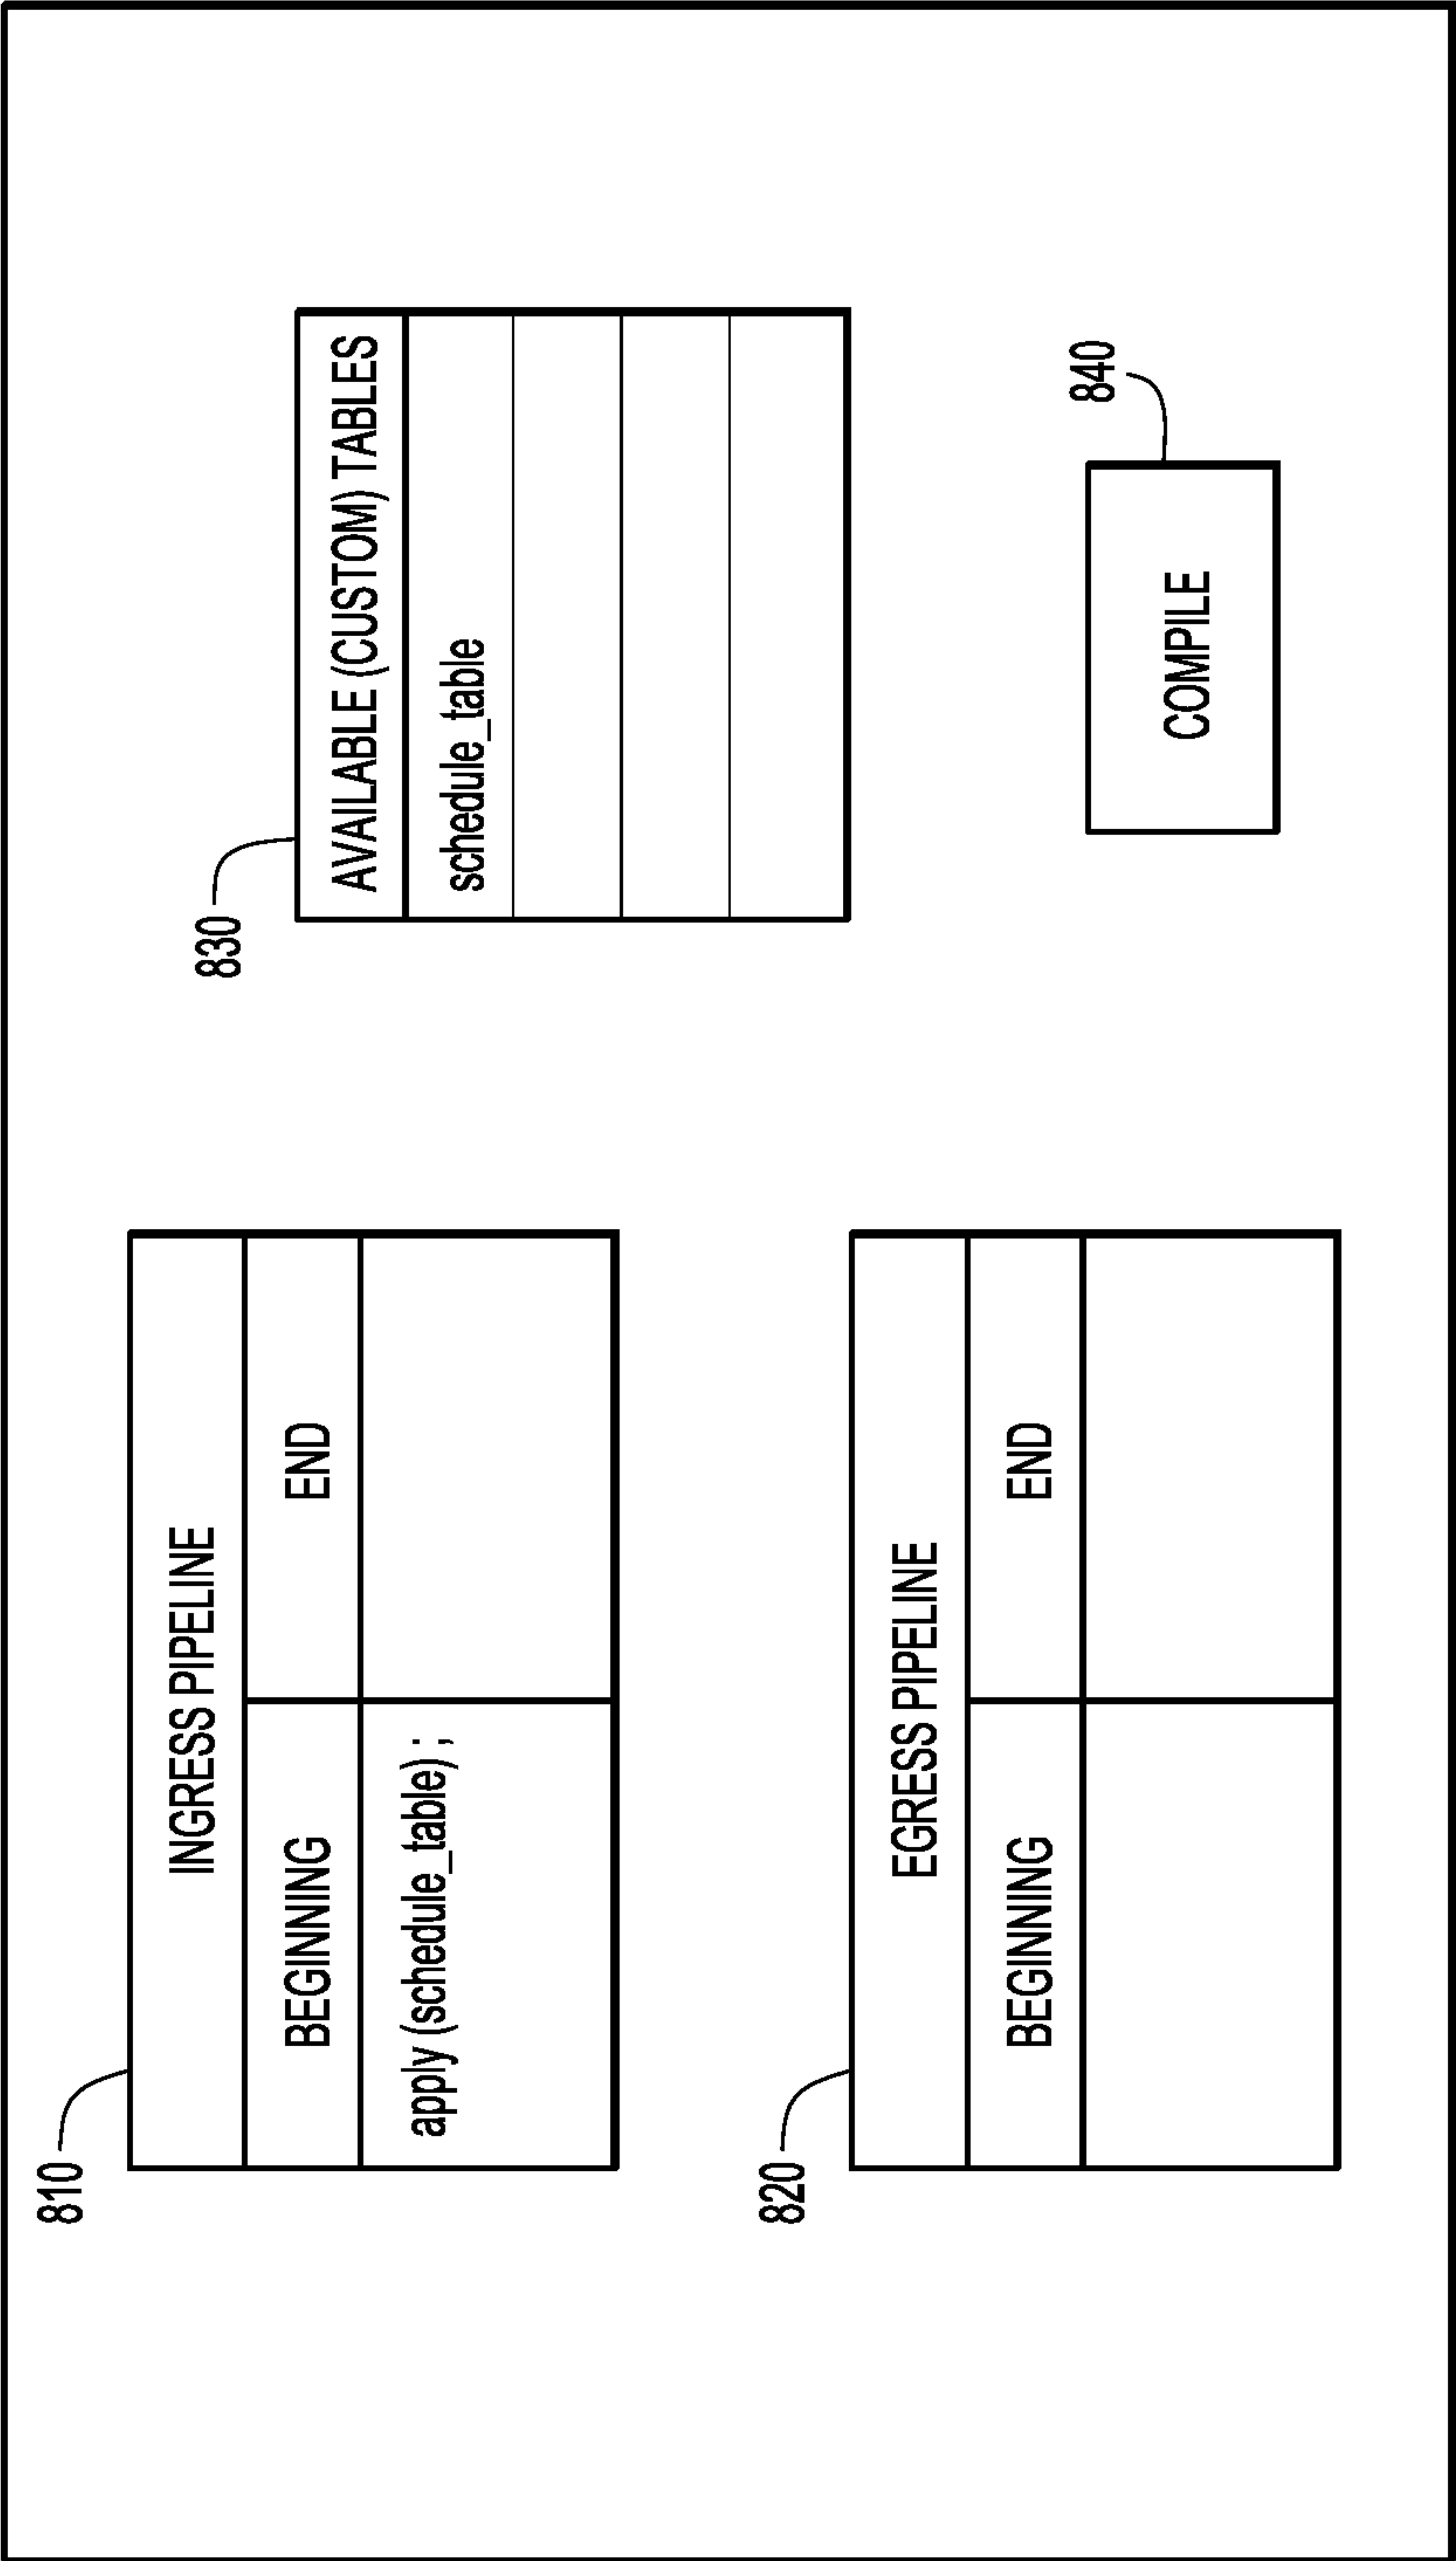 810
INGRESS PIPELINE
BEGINNING
END
apply (schedule_table) ;
820
EGRESS PIPELINE
BEGINNING
END
830
AVAILABLE (CUSTOM) TABLES
schedule_table
840
COMPILE